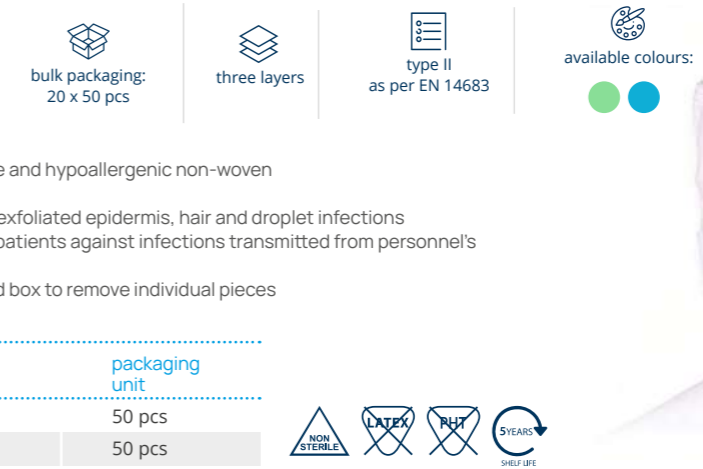 bulk packaging:
20 x 50 pcs
three layers
type II
as per EN 14683
available colours:
e and hypoallergenic non-woven
exfoliated epidermis, hair and droplet infections
patients against infections transmitted from personnel's
d box to remove individual pieces
packaging
unit
50 pcs
50 pcs
NON
STERILE
LATEX
PHT
5YEARS
SHELF LIFE